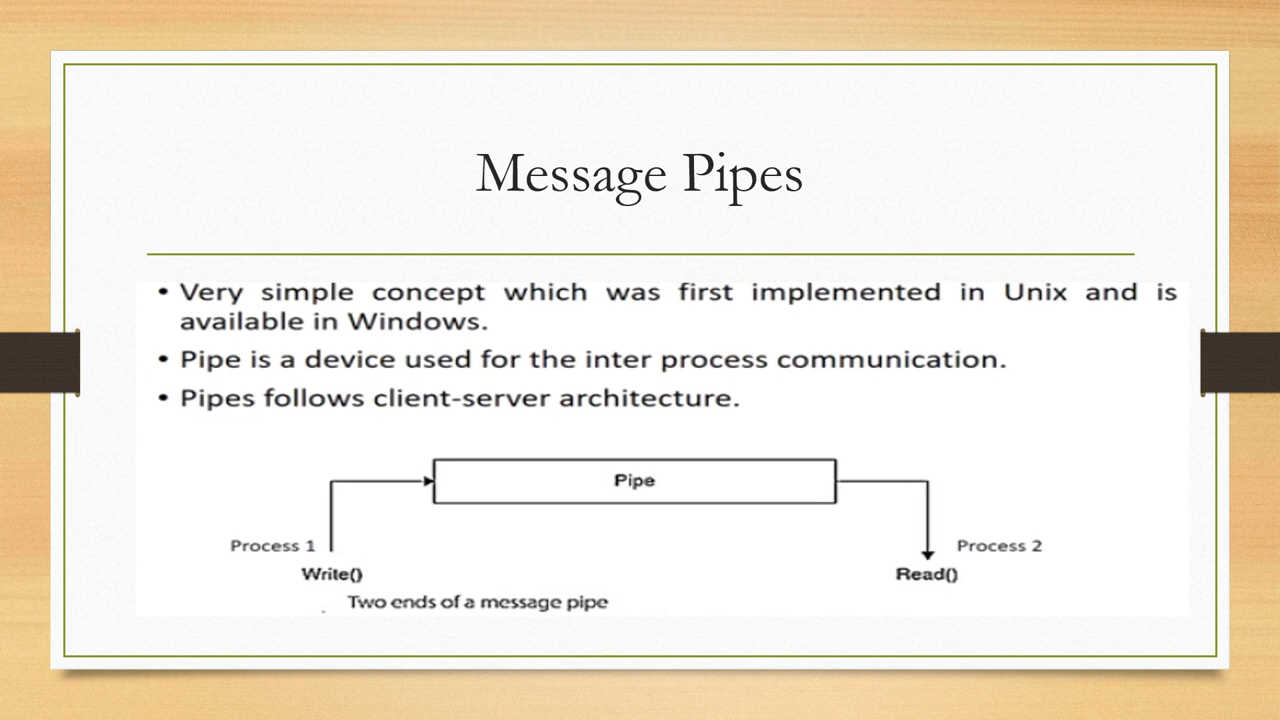 Message Pipes
• Very simple concept which was first implemented in Unix and is
available in Windows.
• Pipe is a device used for the inter process communication.
• Pipes follows client-server architecture.
Pipe
Process 1
Process 2
Write()
Read()
Two ends of a message pipe